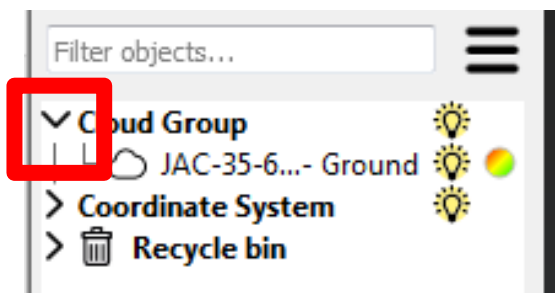 Filter objects...
Cloud Group
JAC-35-6...- Ground
Coordinate System
Recycle bin